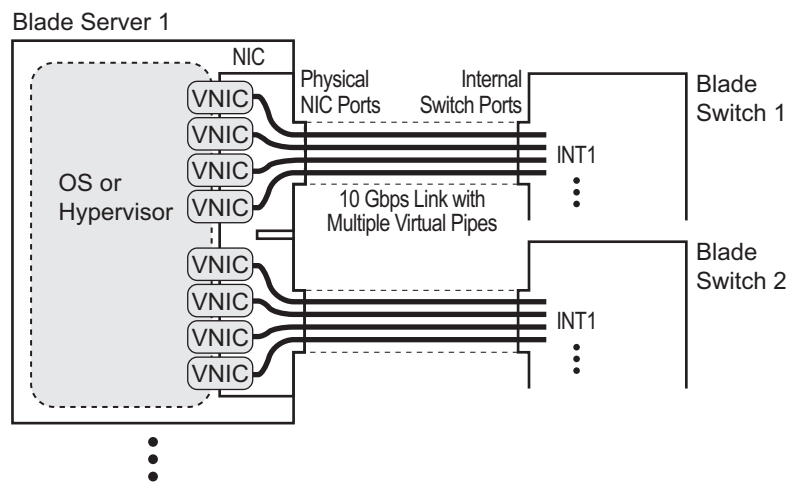 Blade Server 1
NIC
Physical
NIC Ports
Internal
Switch Ports
Blade
Switch 1
VNIC
VNIC
VNIC
VNIC
INT1
OS or
Hypervisor
10 Gbps Link with
Multiple Virtual Pipes
Blade
Switch 2
VNIC
VNIC
VNIC
VNIC
INT1